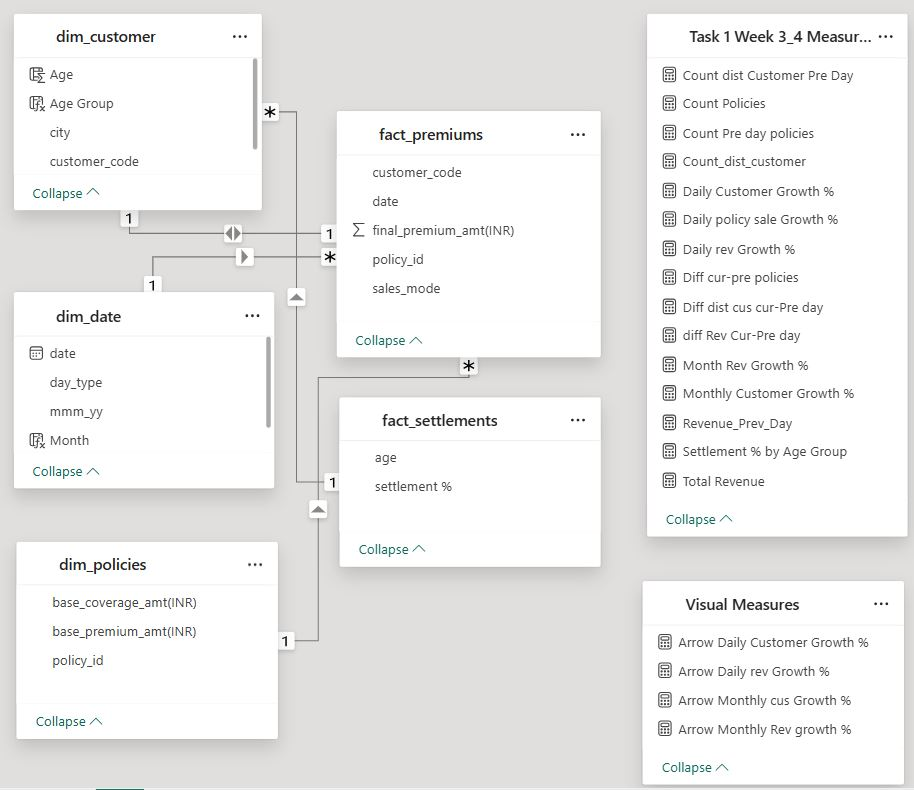 dim_customer
Age
Age Group
city
customer_code
Collapse
1
*
1
*
1
dim_date
date
day_type
mmm_yy
Month
Collapse
fact_premiums
customer_code
date
final_premium_amt(INR)
policy_id
sales_mode
Collapse
*
fact_settlements
age
settlement %
Collapse
1
dim_policies
base_coverage_amt(INR)
base_premium_amt(INR)
policy_id
Collapse
1
Task 1 Week 3_4 Measur...
Count dist Customer Pre Day
Count Policies
Count Pre day policies
Count_dist_customer
Daily Customer Growth %
Daily policy sale Growth %
Daily rev Growth %
Diff cur-pre policies
Diff dist cus cur-Pre day
diff Rev Cur-Pre day
Month Rev Growth %
Monthly Customer Growth %
Revenue_Prev_Day
Settlement % by Age Group
Total Revenue
Collapse
Visual Measures
Arrow Daily Customer Growth %
Arrow Daily rev Growth %
Arrow Monthly cus Growth %
Arrow Monthly Rev growth %
Collapse